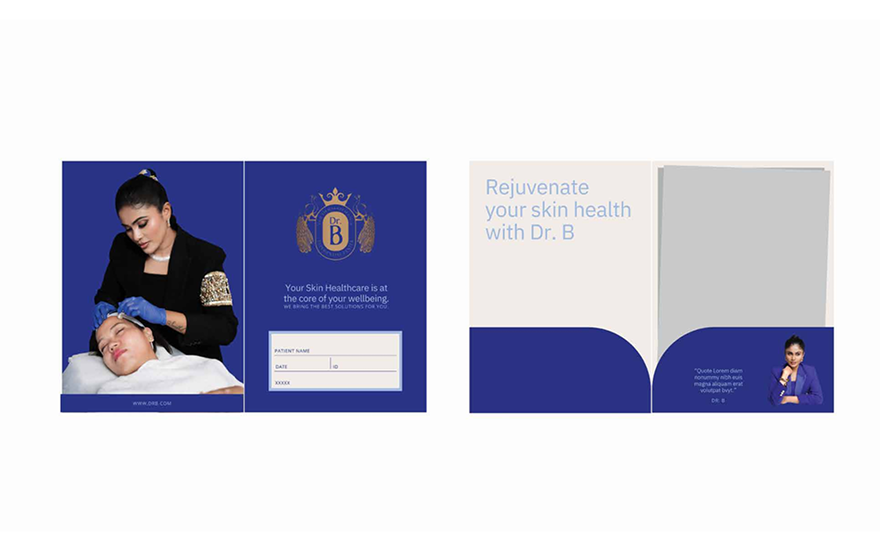 WWW.DRB.COM
Dr.
B
Your Skin Healthcare is at
the core of your wellbeing.
WE BRING THE BEST SOLUTIONS FOR YOU.
PATIENT NAME
DATE
ID
XXXXX
Rejuvenate
your skin health
with Dr. B
"Quote Lorem diam
nonummy nibh euis
magna aliquam erat
volutpat bvyt."
DR. B